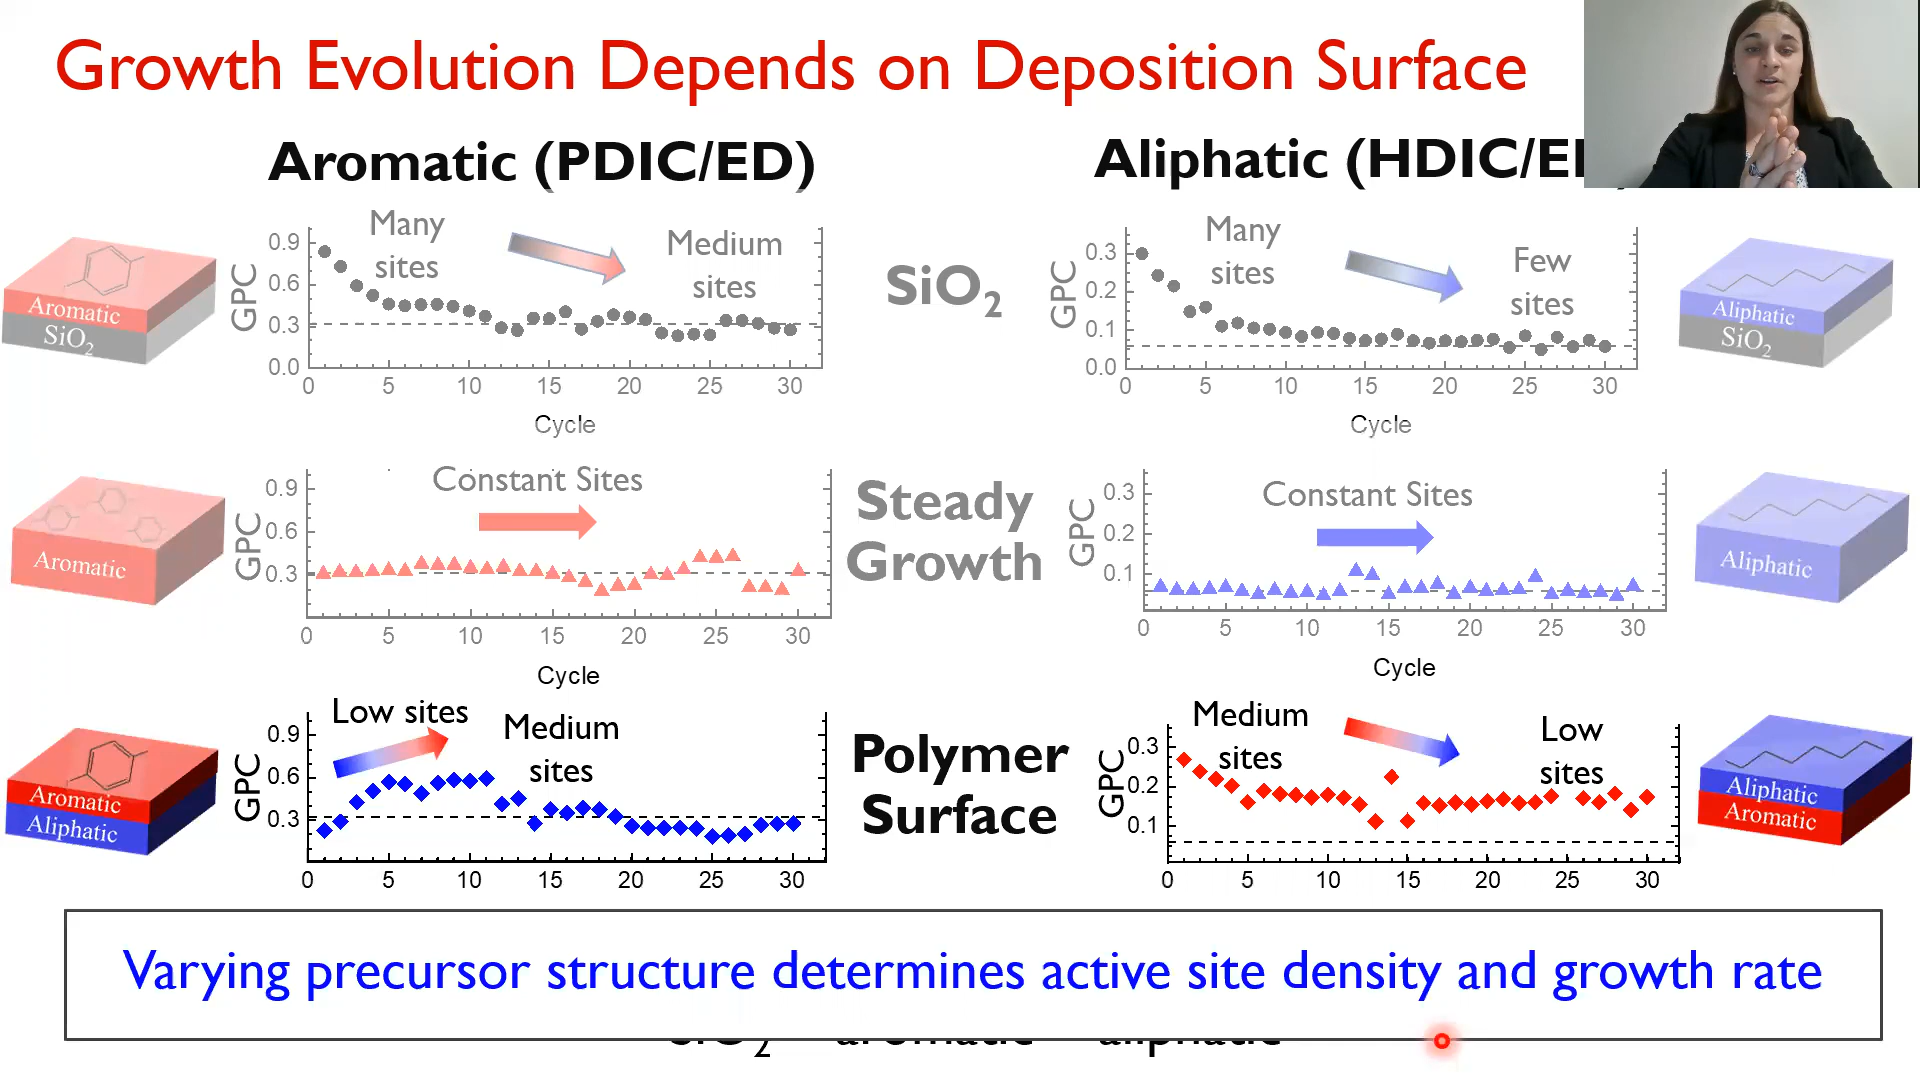 Growth Evolution Depends on Deposition Surface
Aromatic (PDIC/ED)
Aliphatic (HDIC/E
Aromatic
SiO2
GPC
0.9
0.6
0.3
0.0
Many
sites
Medium
sites
0 5 10 15 20 25 30
Cycle
SiO2
GPC
0.3
0.2
0.1
0.0
Many
sites
Few
sites
0 5 10 15 20 25 30
Cycle
Aliphatic
SiO2
Aromatic
GPC
0.9
0.6
0.3
Constant Sites
0 5 10 15 20 25 30
Cycle
Steady
Growth
GPC
0.3
0.2
0.1
Constant Sites
0 5 10 15 20 25 30
Cycle
Aliphatic
Aromatic
Aliphatic
GPC
0.9
0.6
0.3
Low sites
Medium
sites
0 5 10 15 20 25 30
Polymer
Surface
GPC
0.3
0.2
0.1
Medium
sites
Low
sites
0 5 10 15 20 25 30
Aliphatic
Aromatic
Varying precursor structure determines active site density and growth rate